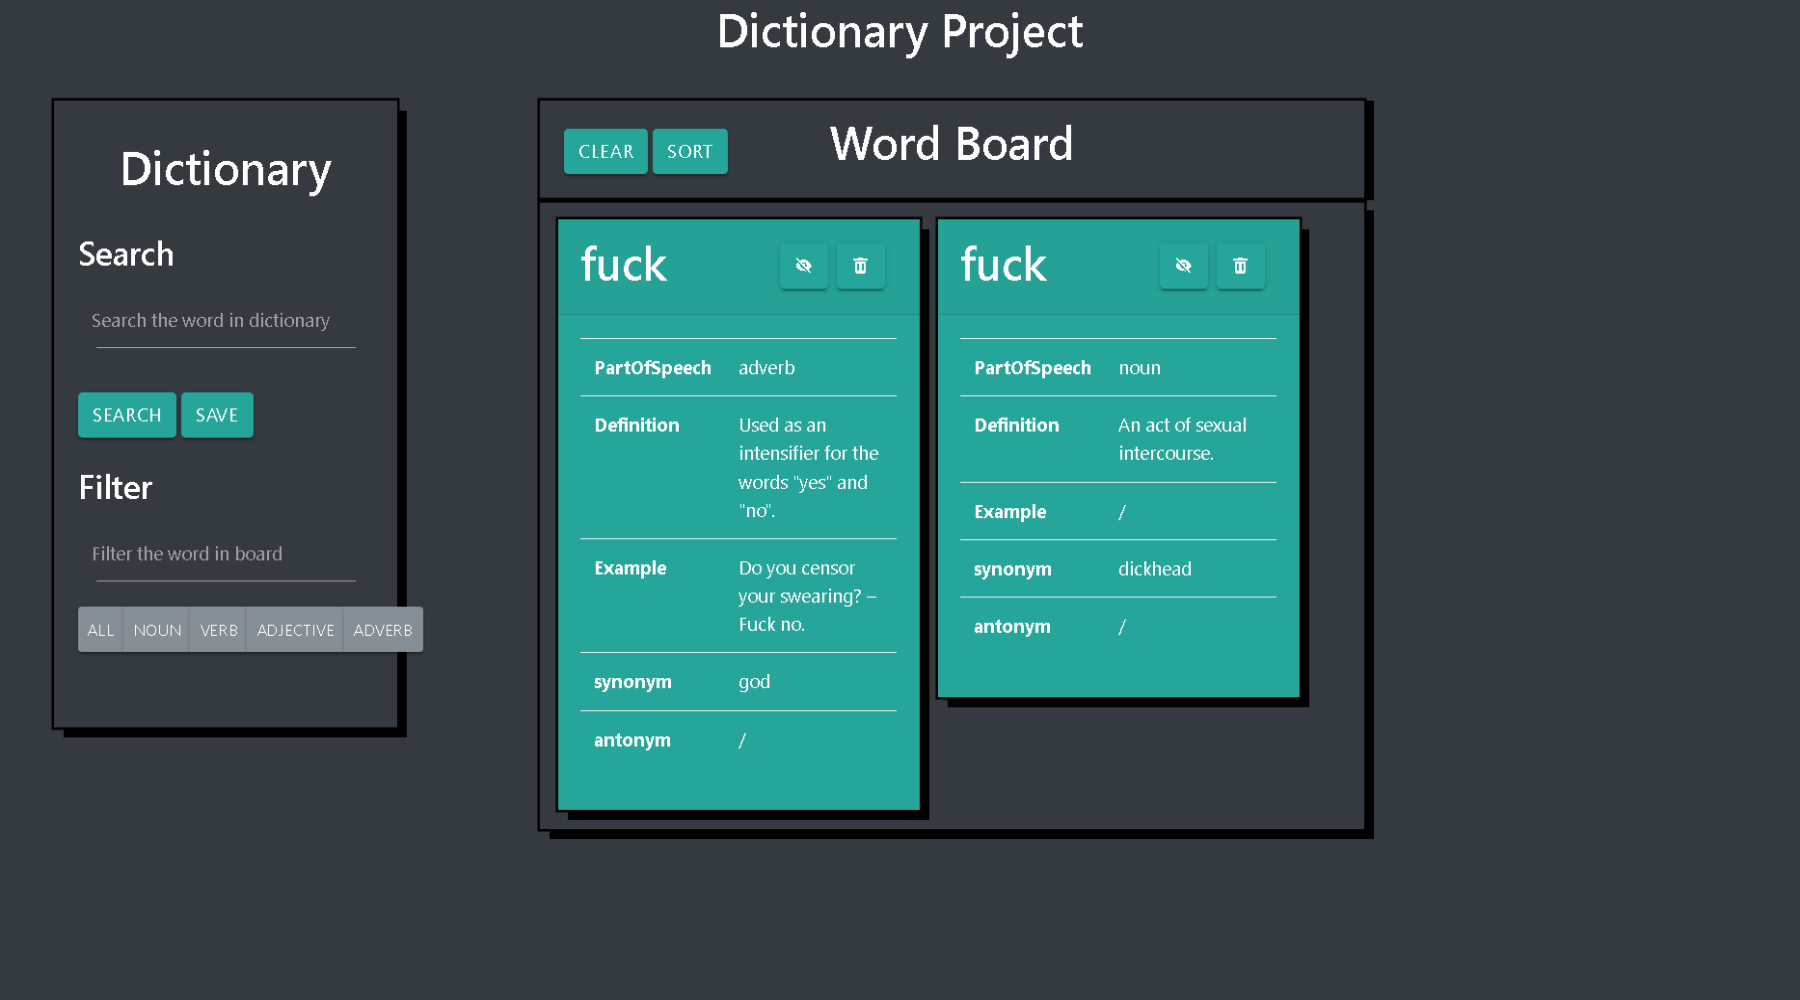 Dictionary Project
Dictionary
Search
Search the word in dictionary
SEARCH SAVE
Filter
Filter the word in board
ALL NOUN VERB ADJECTIVE ADVERB
CLEAR SORT
Word Board
fuck
PartOfSpeech adverb
Definition Used as an
intensifier for the
words "yes" and
"no".
Example Do you censor
your swearing? –
Fuck no.
synonym god
antonym /
fuck
PartOfSpeech noun
Definition An act of sexual
intercourse.
Example /
synonym dickhead
antonym /